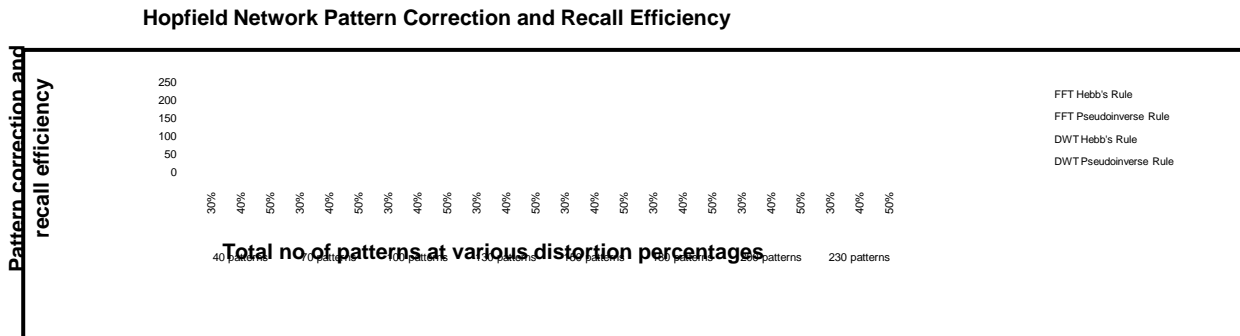 Hopfield Network Pattern Correction and Recall Efficiency
Pattern correction and
recall efficiency
250
200
150
100
50
0
FFT Hebb's Rule
FFT Pseudoinverse Rule
DWT Hebb's Rule
DWT Pseudoinverse Rule
30% 40% 50% 30% 40% 50% 30% 40% 50% 30% 40% 50% 30% 40% 50% 30% 40% 50% 30% 40% 50% 30% 40% 50%
Total no of patterns at various distortion percentages
40 patterns 70 patterns 100 patterns 130 patterns 160 patterns 180 patterns 200 patterns 230 patterns